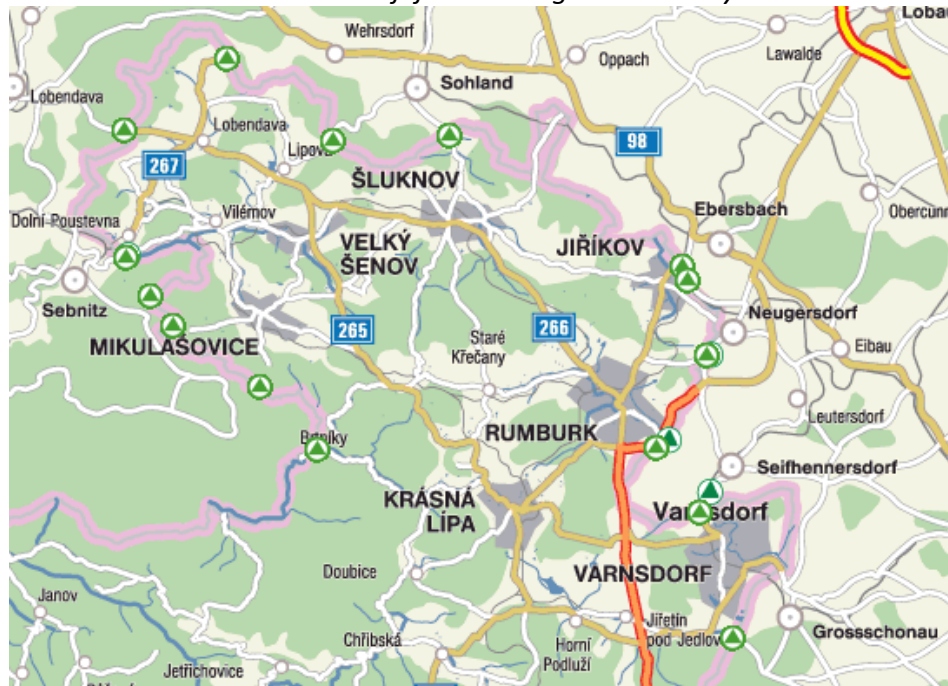 Wehrsdorf
Oppach
Lawalde
Lobau
Sohland
Lobendava
Lobendava
Lipová
98
267
ŠLUKNOV
Dolní Poustevna
Vilémov
Ebersbach
Obercunn
VELKÝ
ŠENOV
JIŘÍKOV
Sebnitz
Neugersdorf
265
266
Staré
Křečany
Eibau
MIKULÁŠOVICE
Leutersdorf
RUMBURK
Brtníky
Seifhennersdorf
KRÁSNÁ
LÍPA
Varnsdorf
Doubice
VARNSDORF
Janov
Jiřetín
pod Jedlov
Grossschonau
Chřibská
Horní
Podluží
Jetřichovice